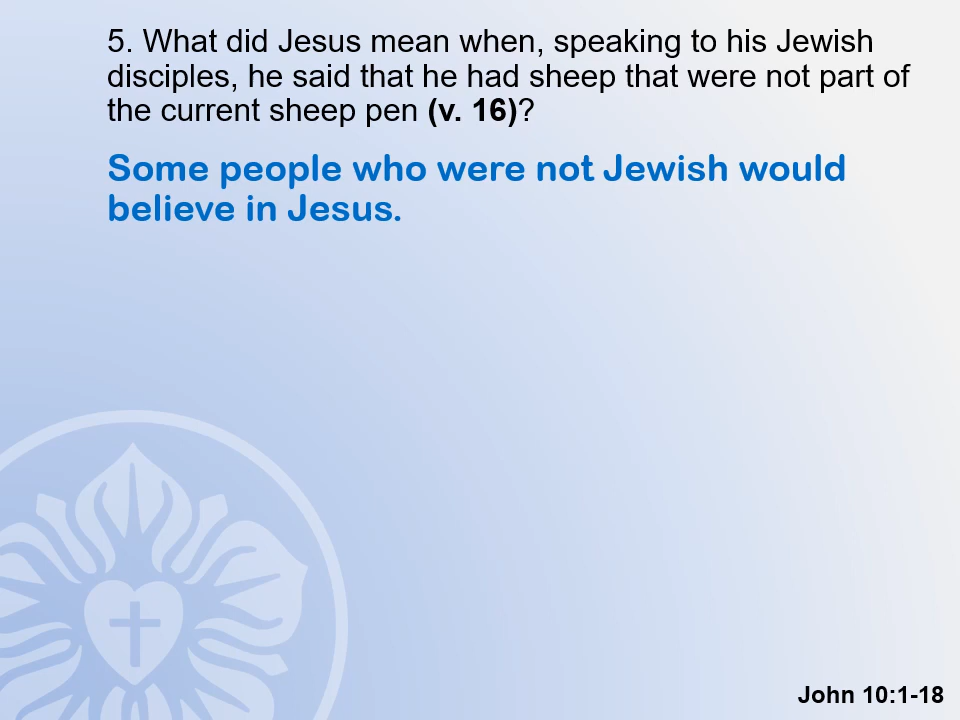 5. What did Jesus mean when, speaking to his Jewish
disciples, he said that he had sheep that were not part of
the current sheep pen (v. 16)?
Some people who were not Jewish would
believe in Jesus.
John 10:1-18